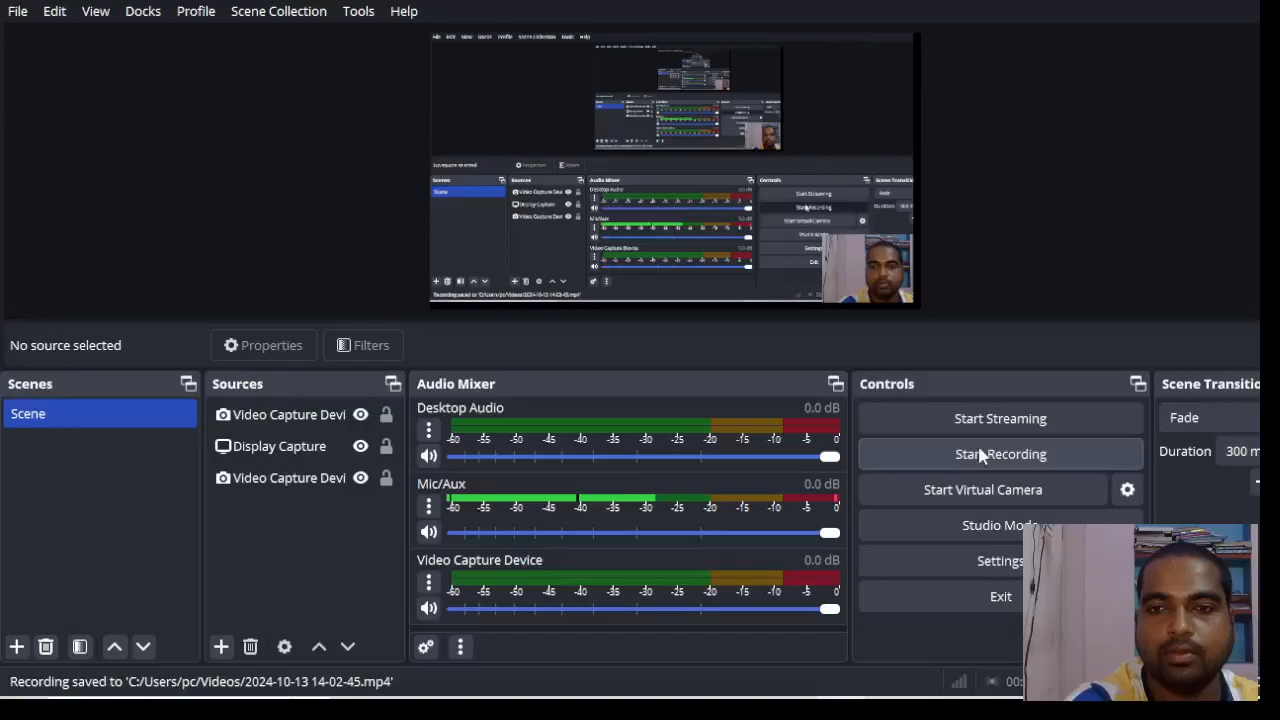 File Edit View Docks Profile Scene Collection Tools Help
No source selected Properties Filters
Scenes
Scene
Sources
Video Capture Devi
Display Capture
Video Capture Devi
Audio Mixer
Desktop Audio 0.0 dB
-60 -55 -50 -45 -40 -35 -30 -25 -20 -15 -10 -5 0
Mic/Aux 0.0 dB
-60 -55 -50 -45 -40 -35 -30 -25 -20 -15 -10 -5 0
Video Capture Device 0.0 dB
-60 -55 -50 -45 -40 -35 -30 -25 -20 -15 -10 -5 0
Controls
Start Streaming
Start Recording
Start Virtual Camera
Studio Mo
Settings
Exit
Scene Transitio
Fade
Duration 300 m
Recording saved to 'C:/Users/pc/Videos/2024-10-13 14-02-45.mp4'
00: